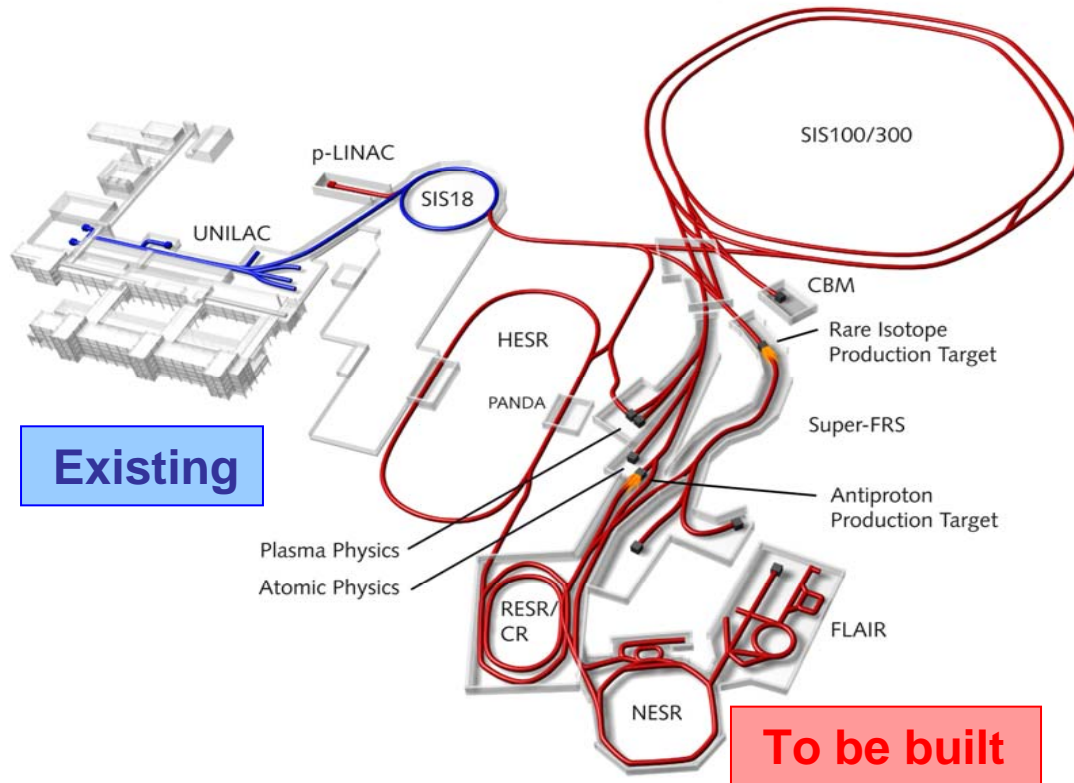 SIS100/300
p-LINAC
SIS18
UNILAC
CBM
Rare Isotope
Production Target
HESR
PANDA
Super-FRS
Existing
Antiproton
Production Target
Plasma Physics
Atomic Physics
RESR/
CR
FLAIR
NESR
To be built